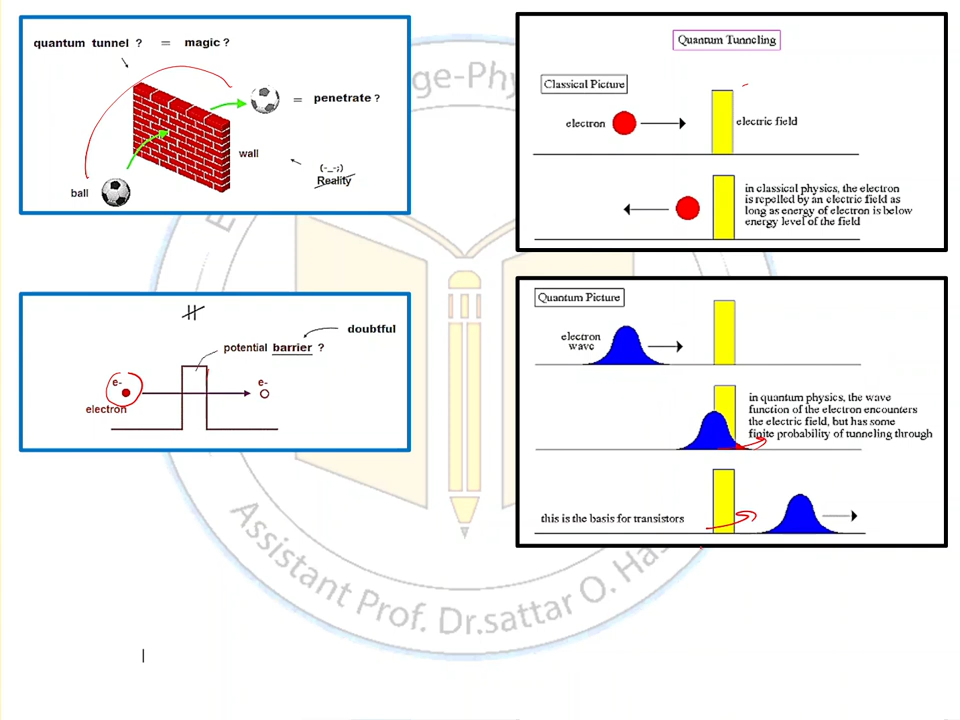 quantum tunnel ? = magic ?
= penetrate ?
wall
(-_-;)
Reality
ball
doubtful
potential barrier ?
e-
e-
electron
Quantum Tunneling
Classical Picture
electron
electric field
in classical physics, the electron
is repelled by an electric field as
long as energy of electron is below
energy level of the field
Quantum Picture
electron
wave
in quantum physics, the wave
function of the electron encounters
the electric field, but has some
finite probability of tunneling through
this is the basis for transistors
Assistant Prof. Dr.sattar O.